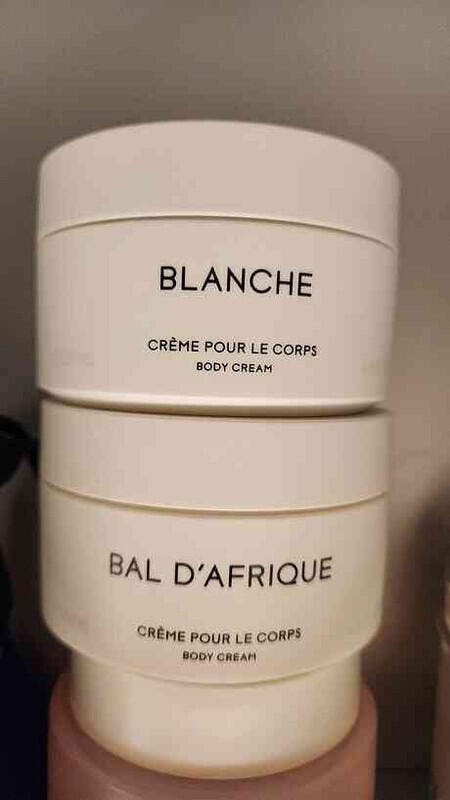 BLANCHE
CRÈME POUR LE CORPS
BODY CREAM
BAL D'AFRIQUE
CRÈME POUR LE CORPS
BODY CREAM